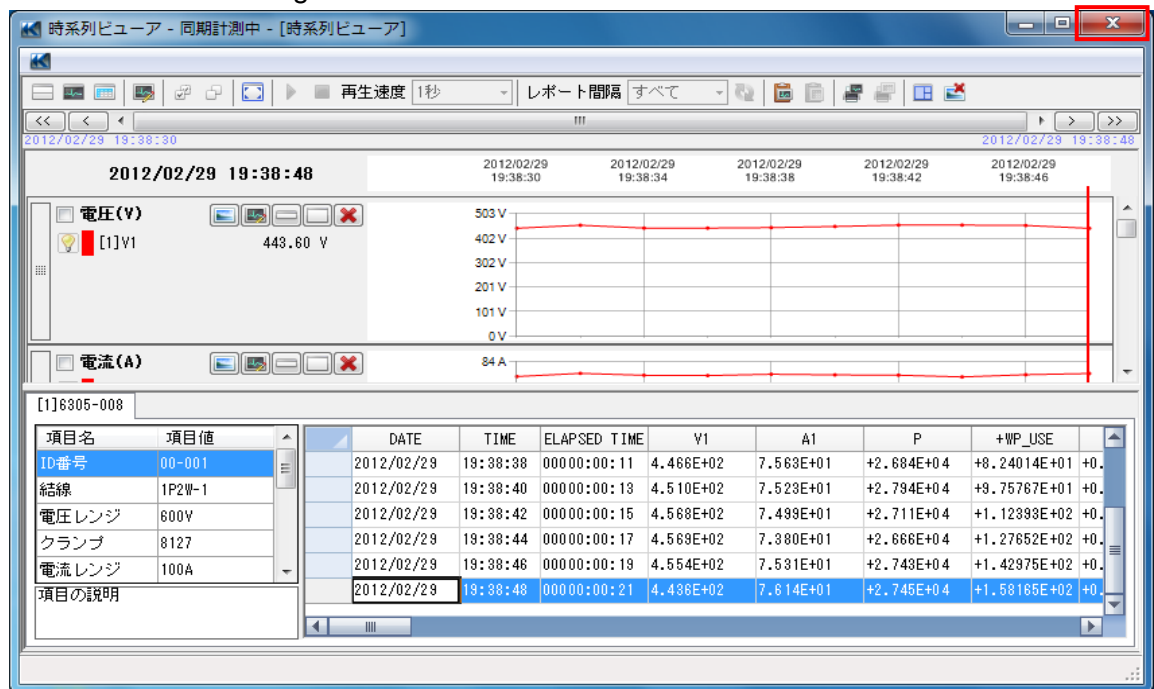 g
時系列ビューア - 同期計測中 - [時系列ビューア]
再生速度 1秒 レポート間隔 すべて
<< < > >>
2012/02/29 19:38:30 2012/02/29 19:38:48
2012/02/29 19:38:48
2012/02/29 2012/02/29 2012/02/29 2012/02/29 2012/02/29
19:38:30 19:38:34 19:38:38 19:38:42 19:38:46
電圧(V)
[1]V1 443.60 V
503 V
402 V
302 V
201 V
101 V
0 V
電流(A)
84 A
[1]6305-008
項目名 項目値
ID番号 00-001
結線 1P2W-1
電圧レンジ 600V
クランプ 8127
電流レンジ 100A
項目の説明
DATE TIME ELAPSED TIME V1 A1 P +WP_USE
2012/02/29 19:38:38 00000:00:11 4.466E+02 7.563E+01 +2.684E+04 +8.24014E+01 +0.
2012/02/29 19:38:40 00000:00:13 4.510E+02 7.523E+01 +2.794E+04 +9.75767E+01 +0.
2012/02/29 19:38:42 00000:00:15 4.568E+02 7.499E+01 +2.711E+04 +1.12393E+02 +0.
2012/02/29 19:38:44 00000:00:17 4.569E+02 7.380E+01 +2.666E+04 +1.27652E+02 +0.
2012/02/29 19:38:46 00000:00:19 4.554E+02 7.531E+01 +2.743E+04 +1.42975E+02 +0.
2012/02/29 19:38:48 00000:00:21 4.436E+02 7.614E+01 +2.745E+04 +1.58165E+02 +0.